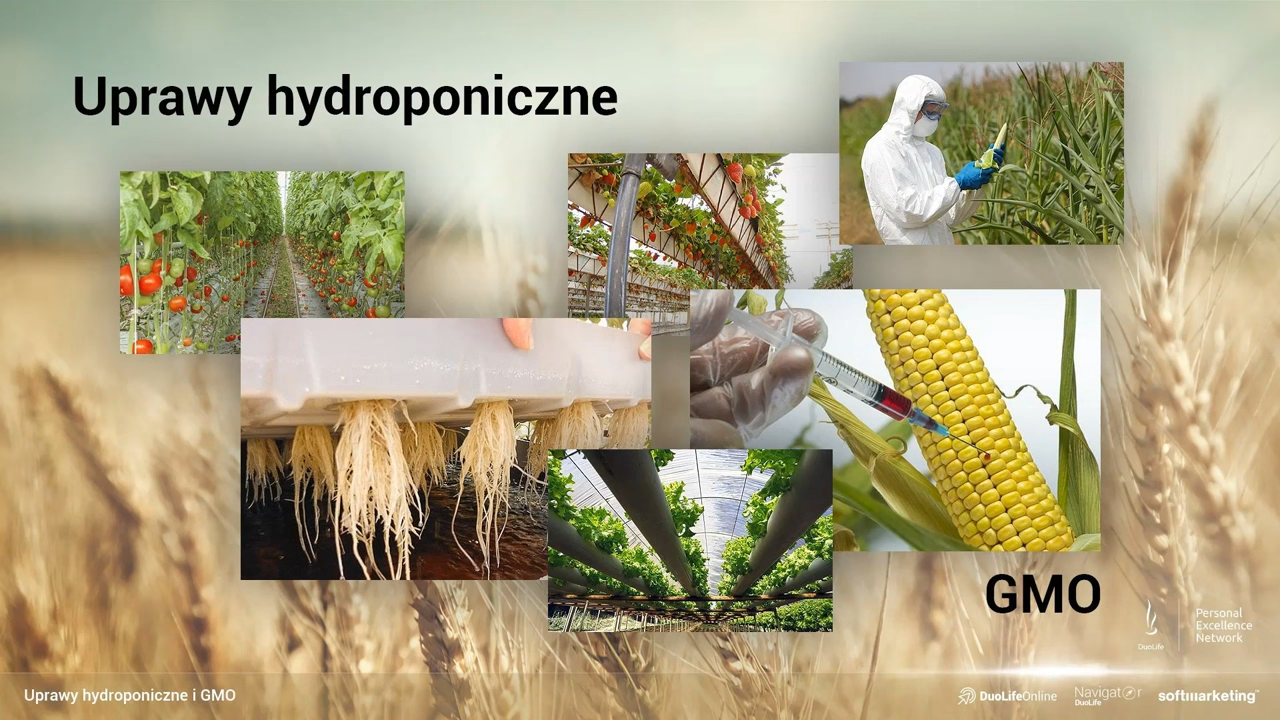 Uprawy hydroponiczne
GMO
DuoLife
Personal
Excellence
Network
Uprawy hydroponiczne i GMO
DuoLifeOnline
Navigator
DuoLife
softmarketing